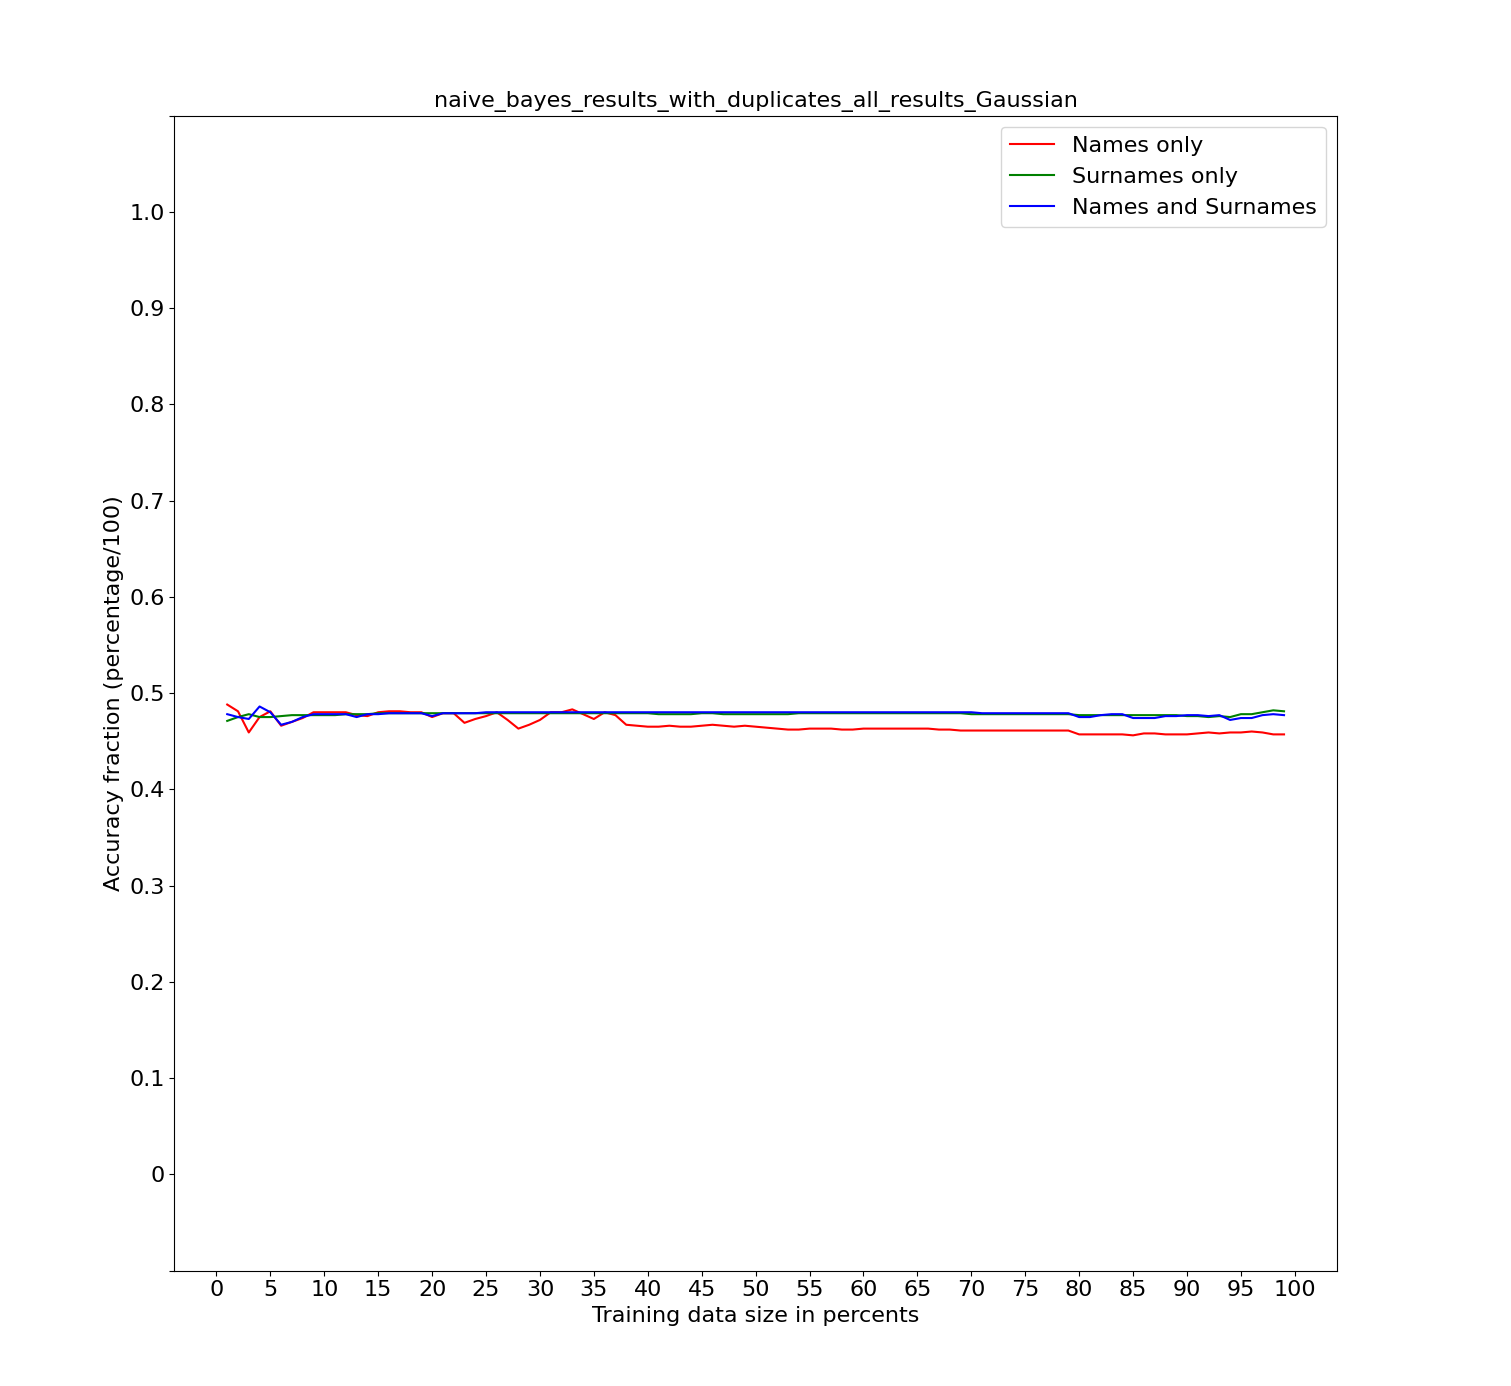 naive_bayes_results_with_duplicates_all_results_Gaussian
Names only
Surnames only
Names and Surnames
1.0
0.9
0.8
0.7
0.6
0.5
0.4
0.3
0.2
0.1
0
Accuracy fraction (percentage/100)
0 5 10 15 20 25 30 35 40 45 50 55 60 65 70 75 80 85 90 95 100
Training data size in percents